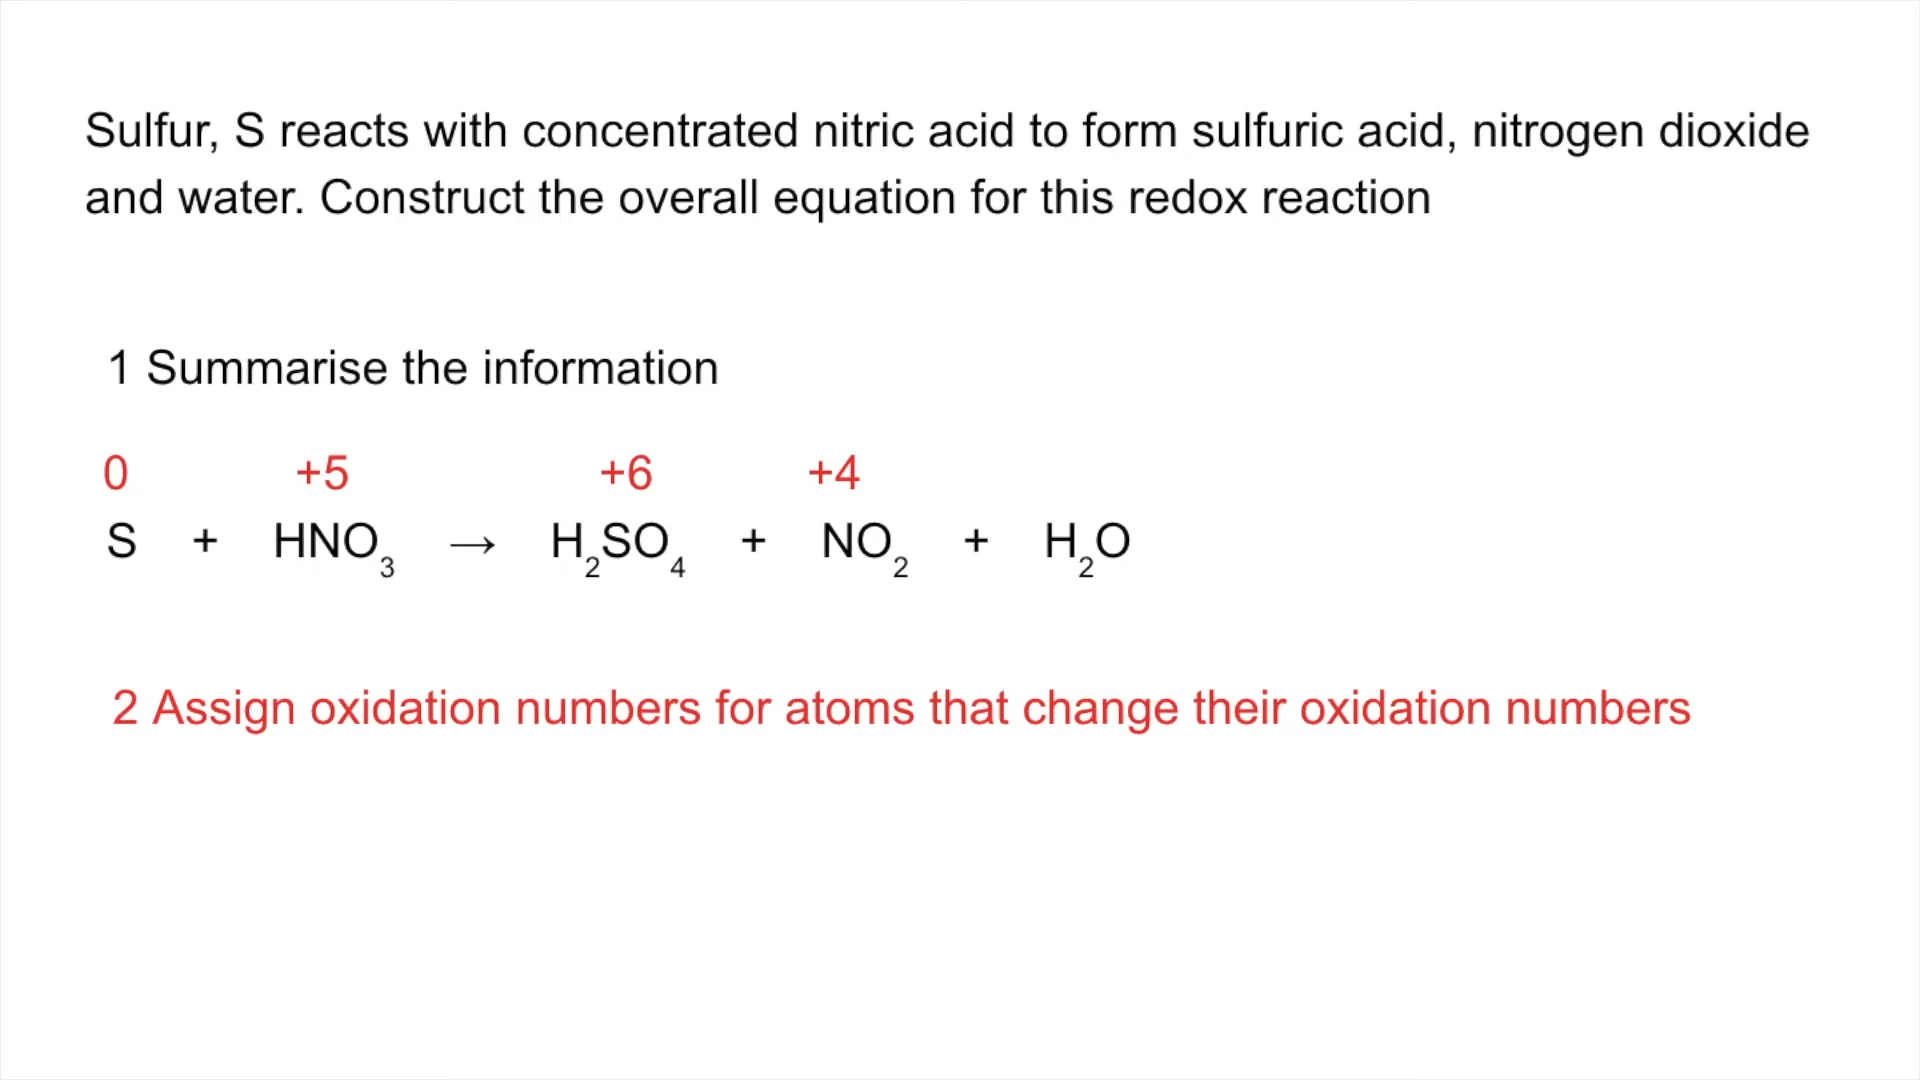 Sulfur, S reacts with concentrated nitric acid to form sulfuric acid, nitrogen dioxide
and water. Construct the overall equation for this redox reaction
1 Summarise the information
0 +5 +6 +4
S + HNO₃ → H₂SO₄ + NO₂ + H₂O
2 Assign oxidation numbers for atoms that change their oxidation numbers